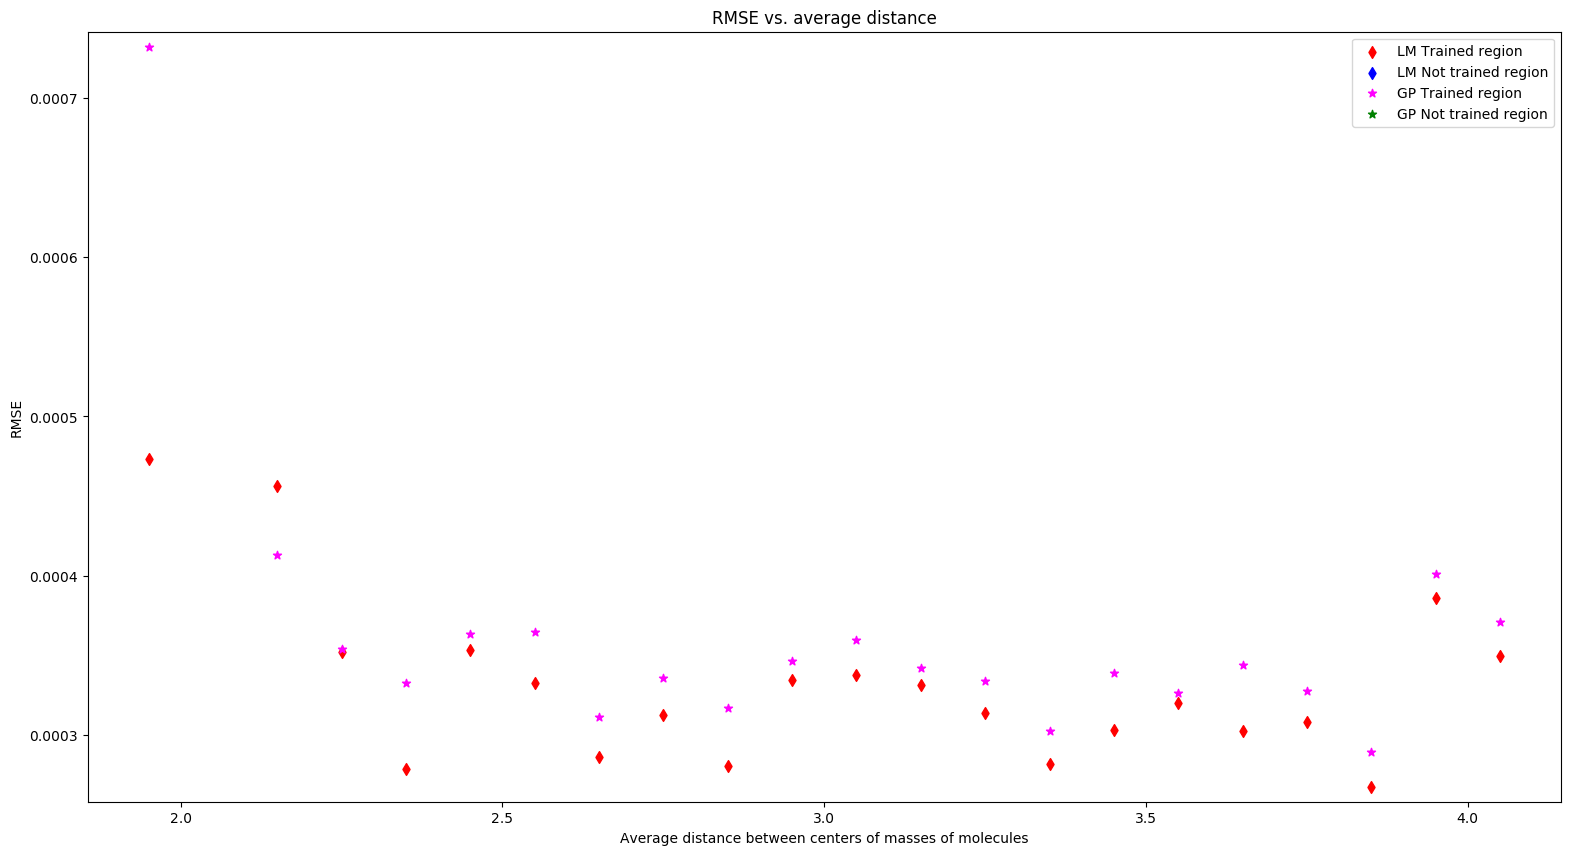 RMSE vs. average distance
LM Trained region
LM Not trained region
GP Trained region
GP Not trained region
0.0007
0.0006
0.0005
0.0004
0.0003
RMSE
2.0
2.5
3.0
3.5
4.0
Average distance between centers of masses of molecules